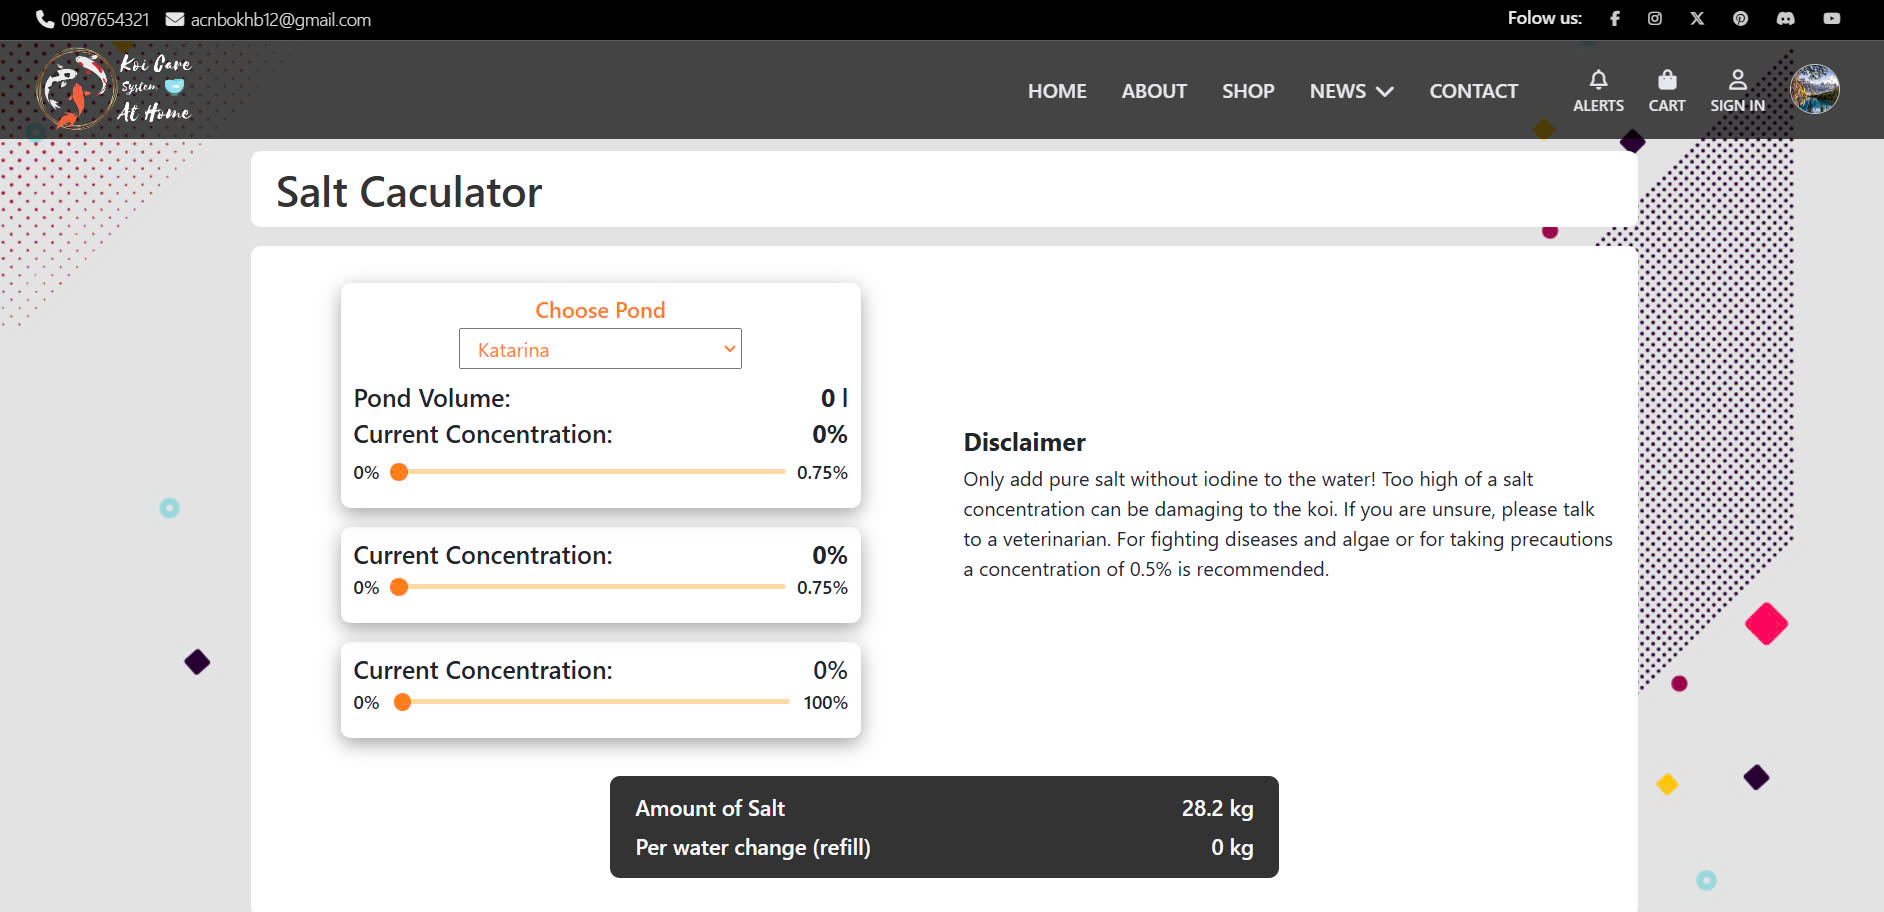 0987654321 acnbokhb12@gmail.com Folow us:
Koi Care
System
At Home
HOME ABOUT SHOP NEWS CONTACT ALERTS CART SIGN IN
Salt Caculator
Choose Pond
Katarina
Pond Volume: 0 l
Current Concentration: 0%
0% 0.75%
Current Concentration: 0%
0% 0.75%
Current Concentration: 0%
0% 100%
Disclaimer
Only add pure salt without iodine to the water! Too high of a salt
concentration can be damaging to the koi. If you are unsure, please talk
to a veterinarian. For fighting diseases and algae or for taking precautions
a concentration of 0.5% is recommended.
Amount of Salt 28.2 kg
Per water change (refill) 0 kg